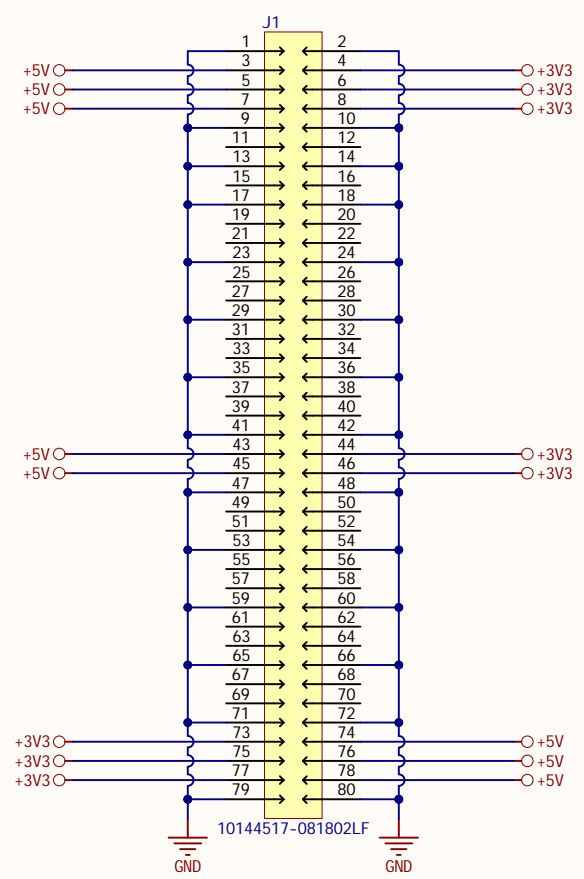 J1
1 2
+5V 3 4 +3V3
+5V 5 6 +3V3
+5V 7 8 +3V3
9 10
11 12
13 14
15 16
17 18
19 20
21 22
23 24
25 26
27 28
29 30
31 32
33 34
35 36
37 38
39 40
41 42
+5V 43 44 +3V3
+5V 45 46 +3V3
47 48
49 50
51 52
53 54
55 56
57 58
59 60
61 62
63 64
65 66
67 68
69 70
71 72
+3V3 73 74 +5V
+3V3 75 76 +5V
+3V3 77 78 +5V
79 80
10144517-081802LF
GND GND